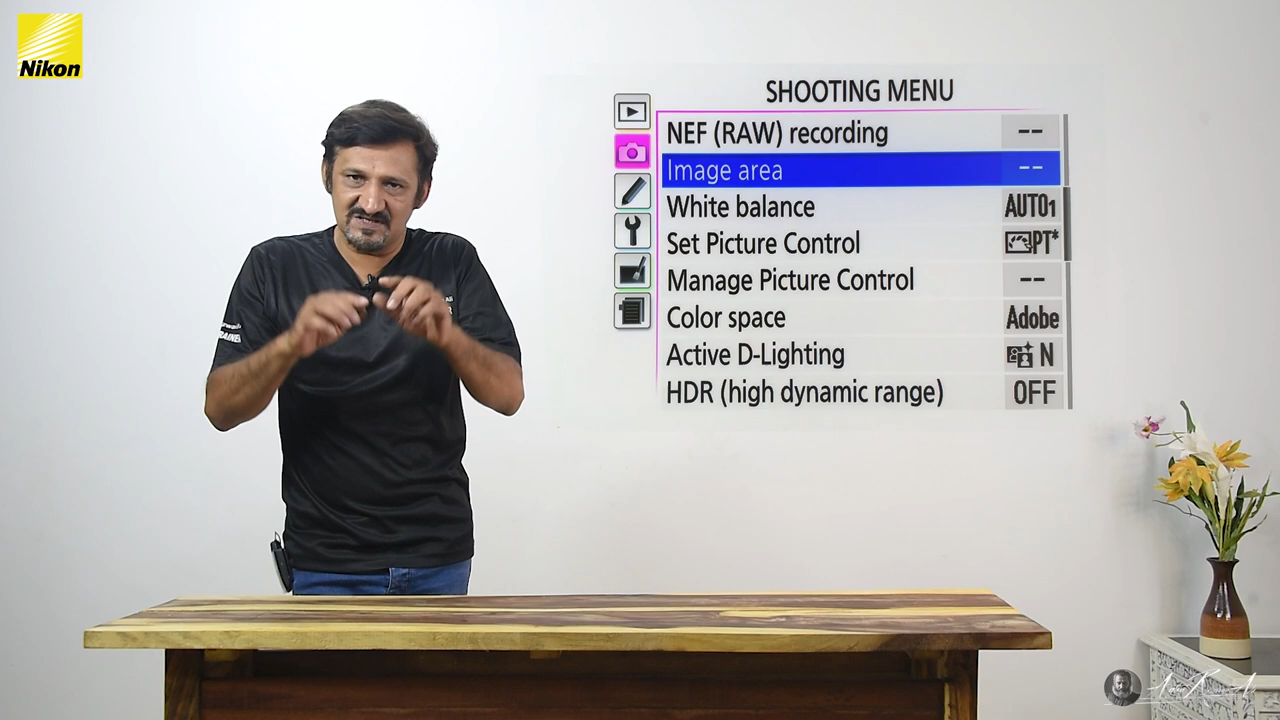 Nikon
SHOOTING MENU
NEF (RAW) recording --
Image area --
White balance AUTO1
Set Picture Control PT*
Manage Picture Control --
Color space Adobe
Active D-Lighting N
HDR (high dynamic range) OFF